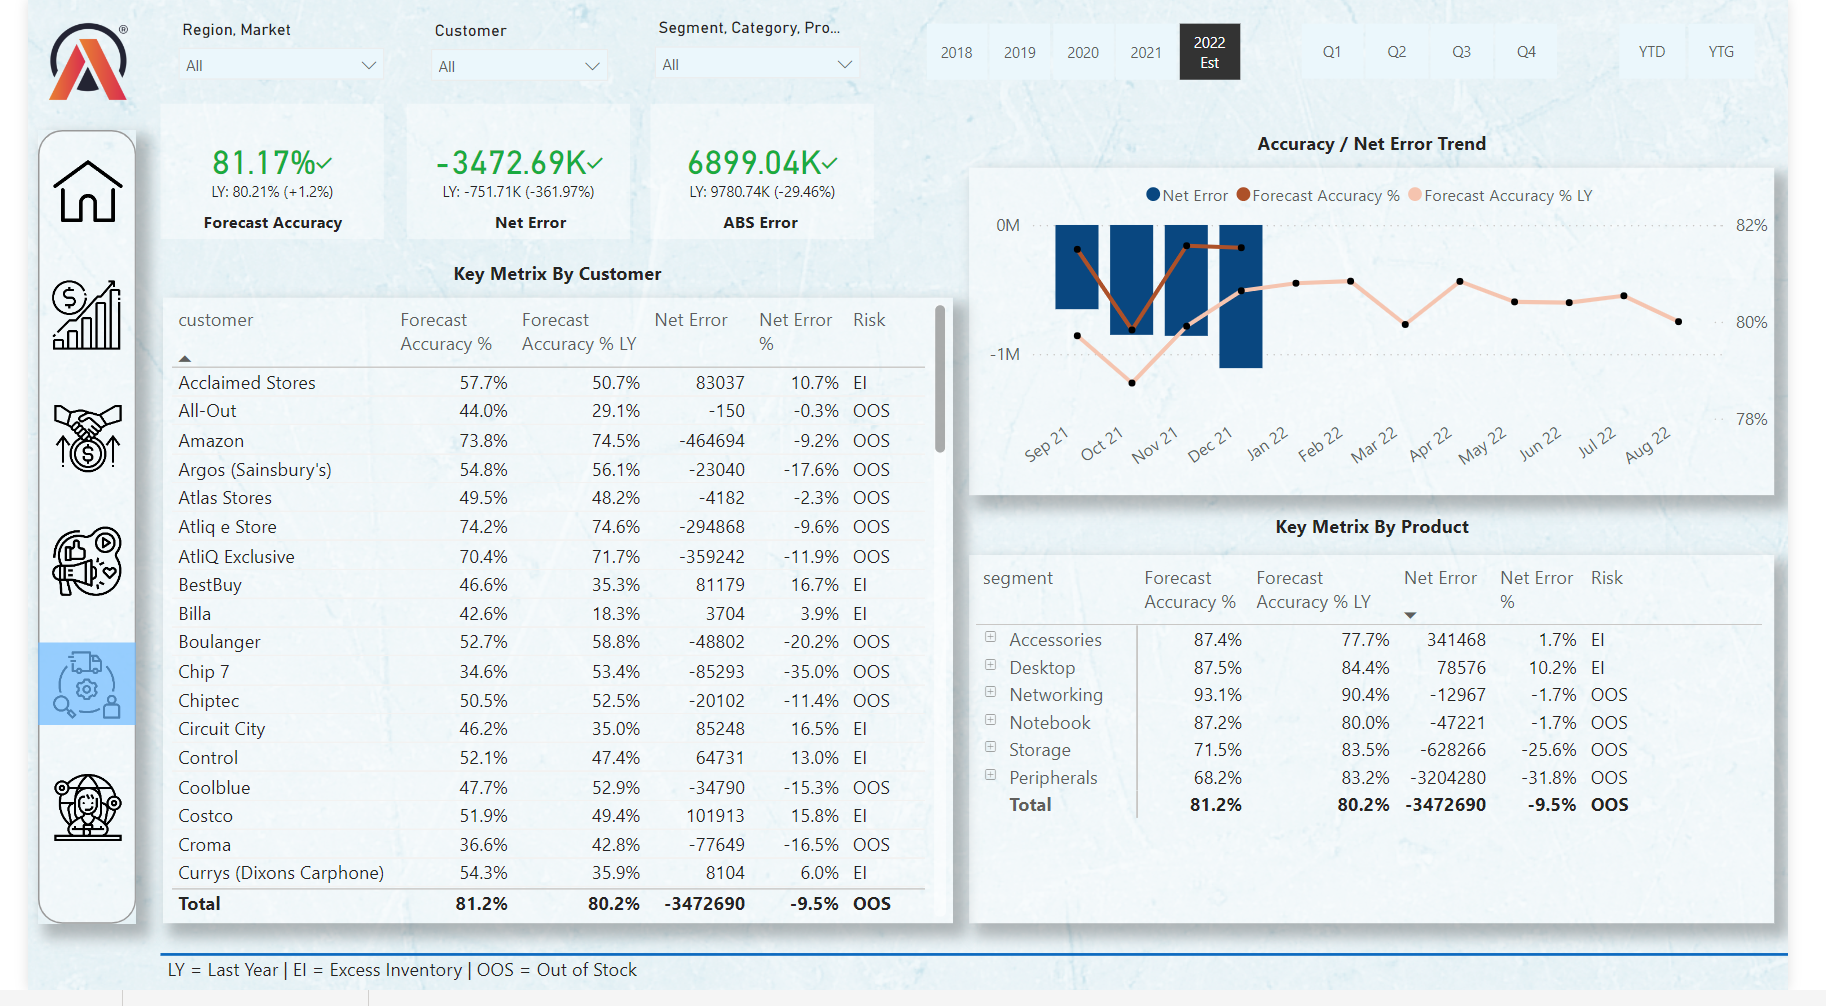 ®
Region, Market
All
Customer
All
Segment, Category, Pro...
All
2018
2019
2020
2021
2022
Est
Q1
Q2
Q3
Q4
YTD
YTG
81.17%
LY: 80.21% (+1.2%)
Forecast Accuracy
-3472.69K
LY: -751.71K (-361.97%)
Net Error
6899.04K
LY: 9780.74K (-29.46%)
ABS Error
Accuracy / Net Error Trend
Net Error Forecast Accuracy % Forecast Accuracy % LY
0M
-1M
82%
80%
78%
Sep 21
Oct 21
Nov 21
Dec 21
Jan 22
Feb 22
Mar 22
Apr 22
May 22
Jun 22
Jul 22
Aug 22
Key Metrix By Customer
customer Forecast Accuracy % Forecast Accuracy % LY Net Error Net Error % Risk
Acclaimed Stores 57.7% 50.7% 83037 10.7% EI
All-Out 44.0% 29.1% -150 -0.3% OOS
Amazon 73.8% 74.5% -464694 -9.2% OOS
Argos (Sainsbury's) 54.8% 56.1% -23040 -17.6% OOS
Atlas Stores 49.5% 48.2% -4182 -2.3% OOS
Atliq e Store 74.2% 74.6% -294868 -9.6% OOS
AtliQ Exclusive 70.4% 71.7% -359242 -11.9% OOS
BestBuy 46.6% 35.3% 81179 16.7% EI
Billa 42.6% 18.3% 3704 3.9% EI
Boulanger 52.7% 58.8% -48802 -20.2% OOS
Chip 7 34.6% 53.4% -85293 -35.0% OOS
Chiptec 50.5% 52.5% -20102 -11.4% OOS
Circuit City 46.2% 35.0% 85248 16.5% EI
Control 52.1% 47.4% 64731 13.0% EI
Coolblue 47.7% 52.9% -34790 -15.3% OOS
Costco 51.9% 49.4% 101913 15.8% EI
Croma 36.6% 42.8% -77649 -16.5% OOS
Currys (Dixons Carphone) 54.3% 35.9% 8104 6.0% EI
Total 81.2% 80.2% -3472690 -9.5% OOS
Key Metrix By Product
segment Forecast Accuracy % Forecast Accuracy % LY Net Error Net Error % Risk
Accessories 87.4% 77.7% 341468 1.7% EI
Desktop 87.5% 84.4% 78576 10.2% EI
Networking 93.1% 90.4% -12967 -1.7% OOS
Notebook 87.2% 80.0% -47221 -1.7% OOS
Storage 71.5% 83.5% -628266 -25.6% OOS
Peripherals 68.2% 83.2% -3204280 -31.8% OOS
Total 81.2% 80.2% -3472690 -9.5% OOS
LY = Last Year | EI = Excess Inventory | OOS = Out of Stock